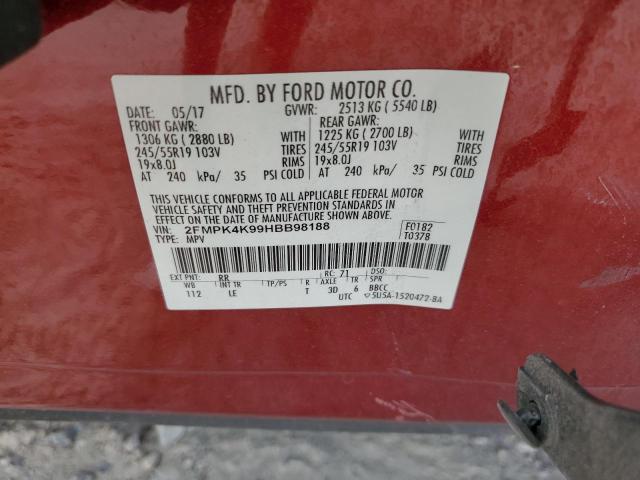 MFD. BY FORD MOTOR CO.
DATE: 05/17 GVWR: 2513 KG ( 5540 LB)
FRONT GAWR: REAR GAWR:
1306 KG ( 2880 LB) WITH 1225 KG ( 2700 LB) WITH
245/55R19 103V TIRES 245/55R19 103V TIRES
19x8.0J RIMS 19x8.0J RIMS
AT 240 kPa/ 35 PSI COLD AT 240 kPa/ 35 PSI COLD
THIS VEHICLE CONFORMS TO ALL APPLICABLE FEDERAL MOTOR
VEHICLE SAFETY AND THEFT PREVENTION STANDARDS IN
EFFECT ON THE DATE OF MANUFACTURE SHOWN ABOVE.
VIN: 2FMPK4K99HBB98188 F0182
TYPE: MPV T0378
EXT PNT: RR RC: 71 DSO:
WB INT TR TP/PS R AXLE TR SPR
112 LE T 3D 6 BBCC
UTC 5U5A-1520472-BA